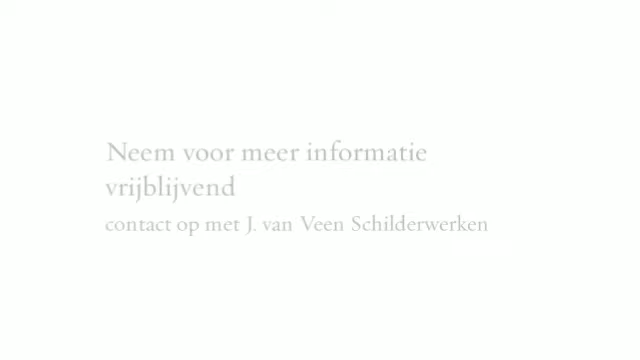 Neem voor meer informatie
vrijblijvend
contact op met J. van Veen Schilderwerken